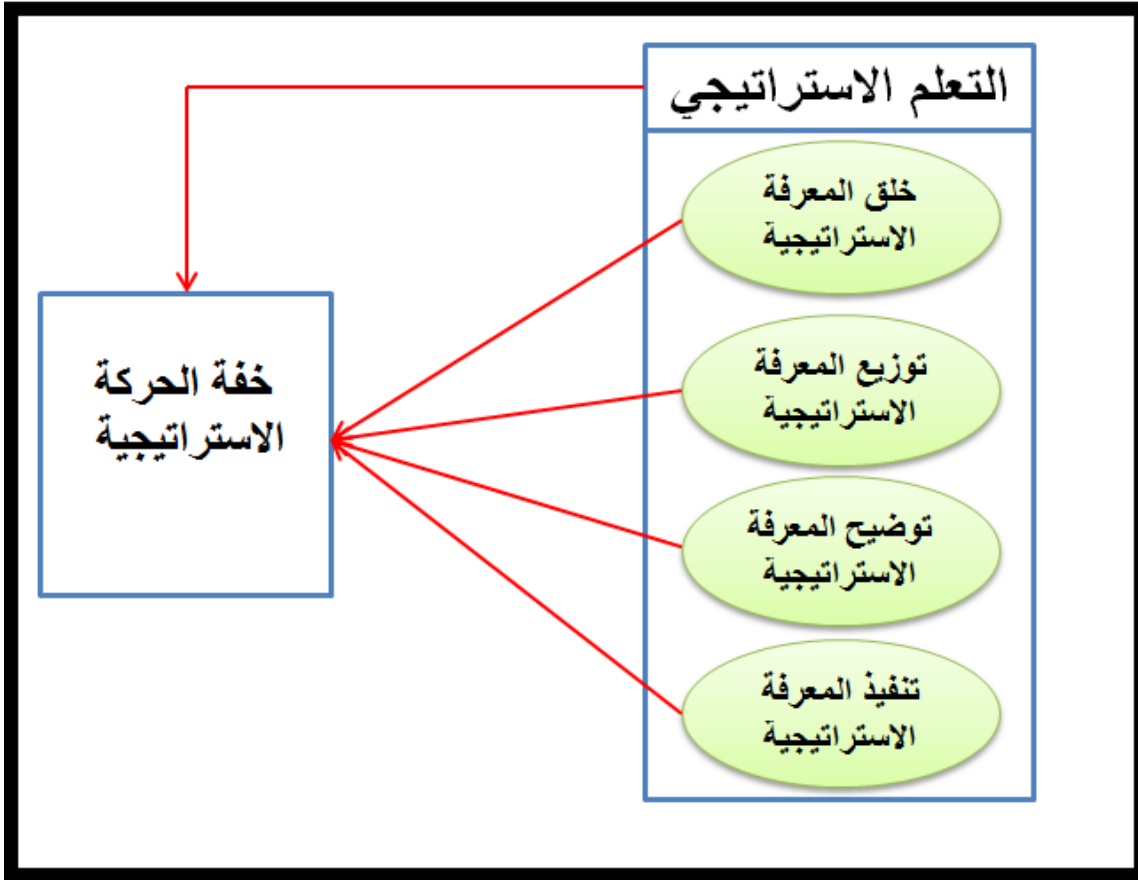 التعلم الاستراتيجي
خلق المعرفة
الاستراتيجية
توزيع المعرفة
الاستراتيجية
توضيح المعرفة
الاستراتيجية
تنفيذ المعرفة
الاستراتيجية
خفة الحركة
الاستراتيجية